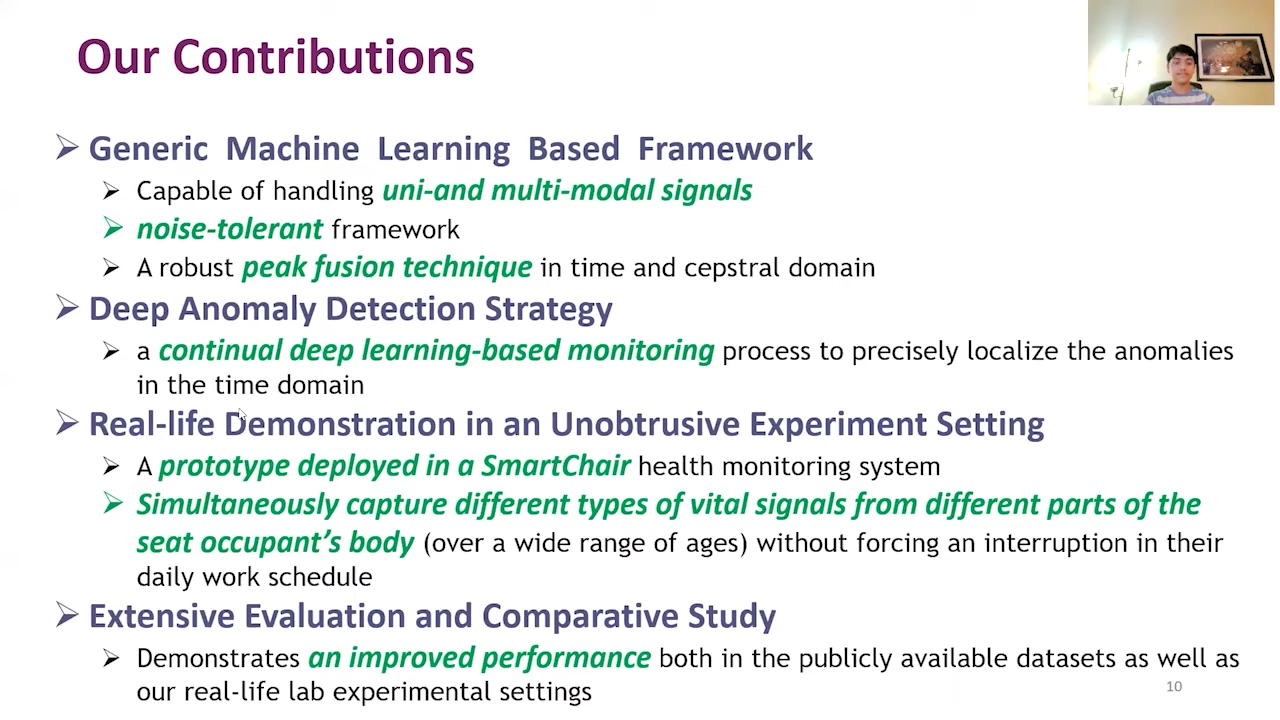 Our Contributions
Generic Machine Learning Based Framework
Capable of handling uni-and multi-modal signals
noise-tolerant framework
A robust peak fusion technique in time and cepstral domain
Deep Anomaly Detection Strategy
a continual deep learning-based monitoring process to precisely localize the anomalies
in the time domain
Real-life Demonstration in an Unobtrusive Experiment Setting
A prototype deployed in a SmartChair health monitoring system
Simultaneously capture different types of vital signals from different parts of the
seat occupant’s body (over a wide range of ages) without forcing an interruption in their
daily work schedule
Extensive Evaluation and Comparative Study
Demonstrates an improved performance both in the publicly available datasets as well as
our real-life lab experimental settings
10